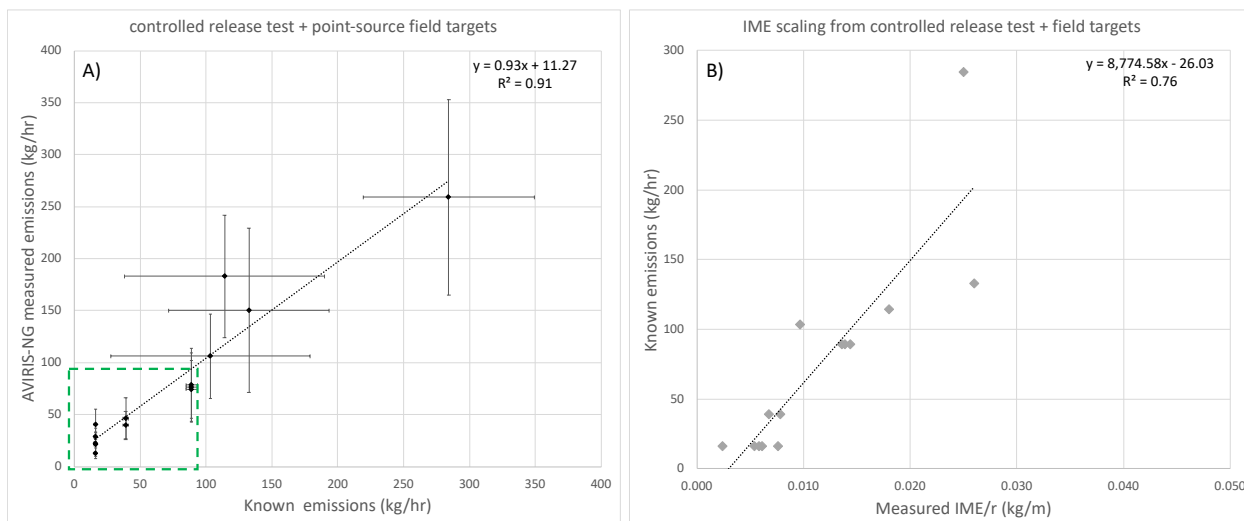 controlled release test + point-source field targets
A)
y = 0.93x + 11.27
R² = 0.91
400
350
300
250
200
150
100
50
0
AVIRIS-NG measured emissions (kg/hr)
0 50 100 150 200 250 300 350 400
Known emissions (kg/hr)
IME scaling from controlled release test + field targets
B)
y = 8,774.58x - 26.03
R² = 0.76
300
250
200
150
100
50
0
Known emissions (kg/hr)
0.000 0.010 0.020 0.030 0.040 0.050
Measured IME/r (kg/m)